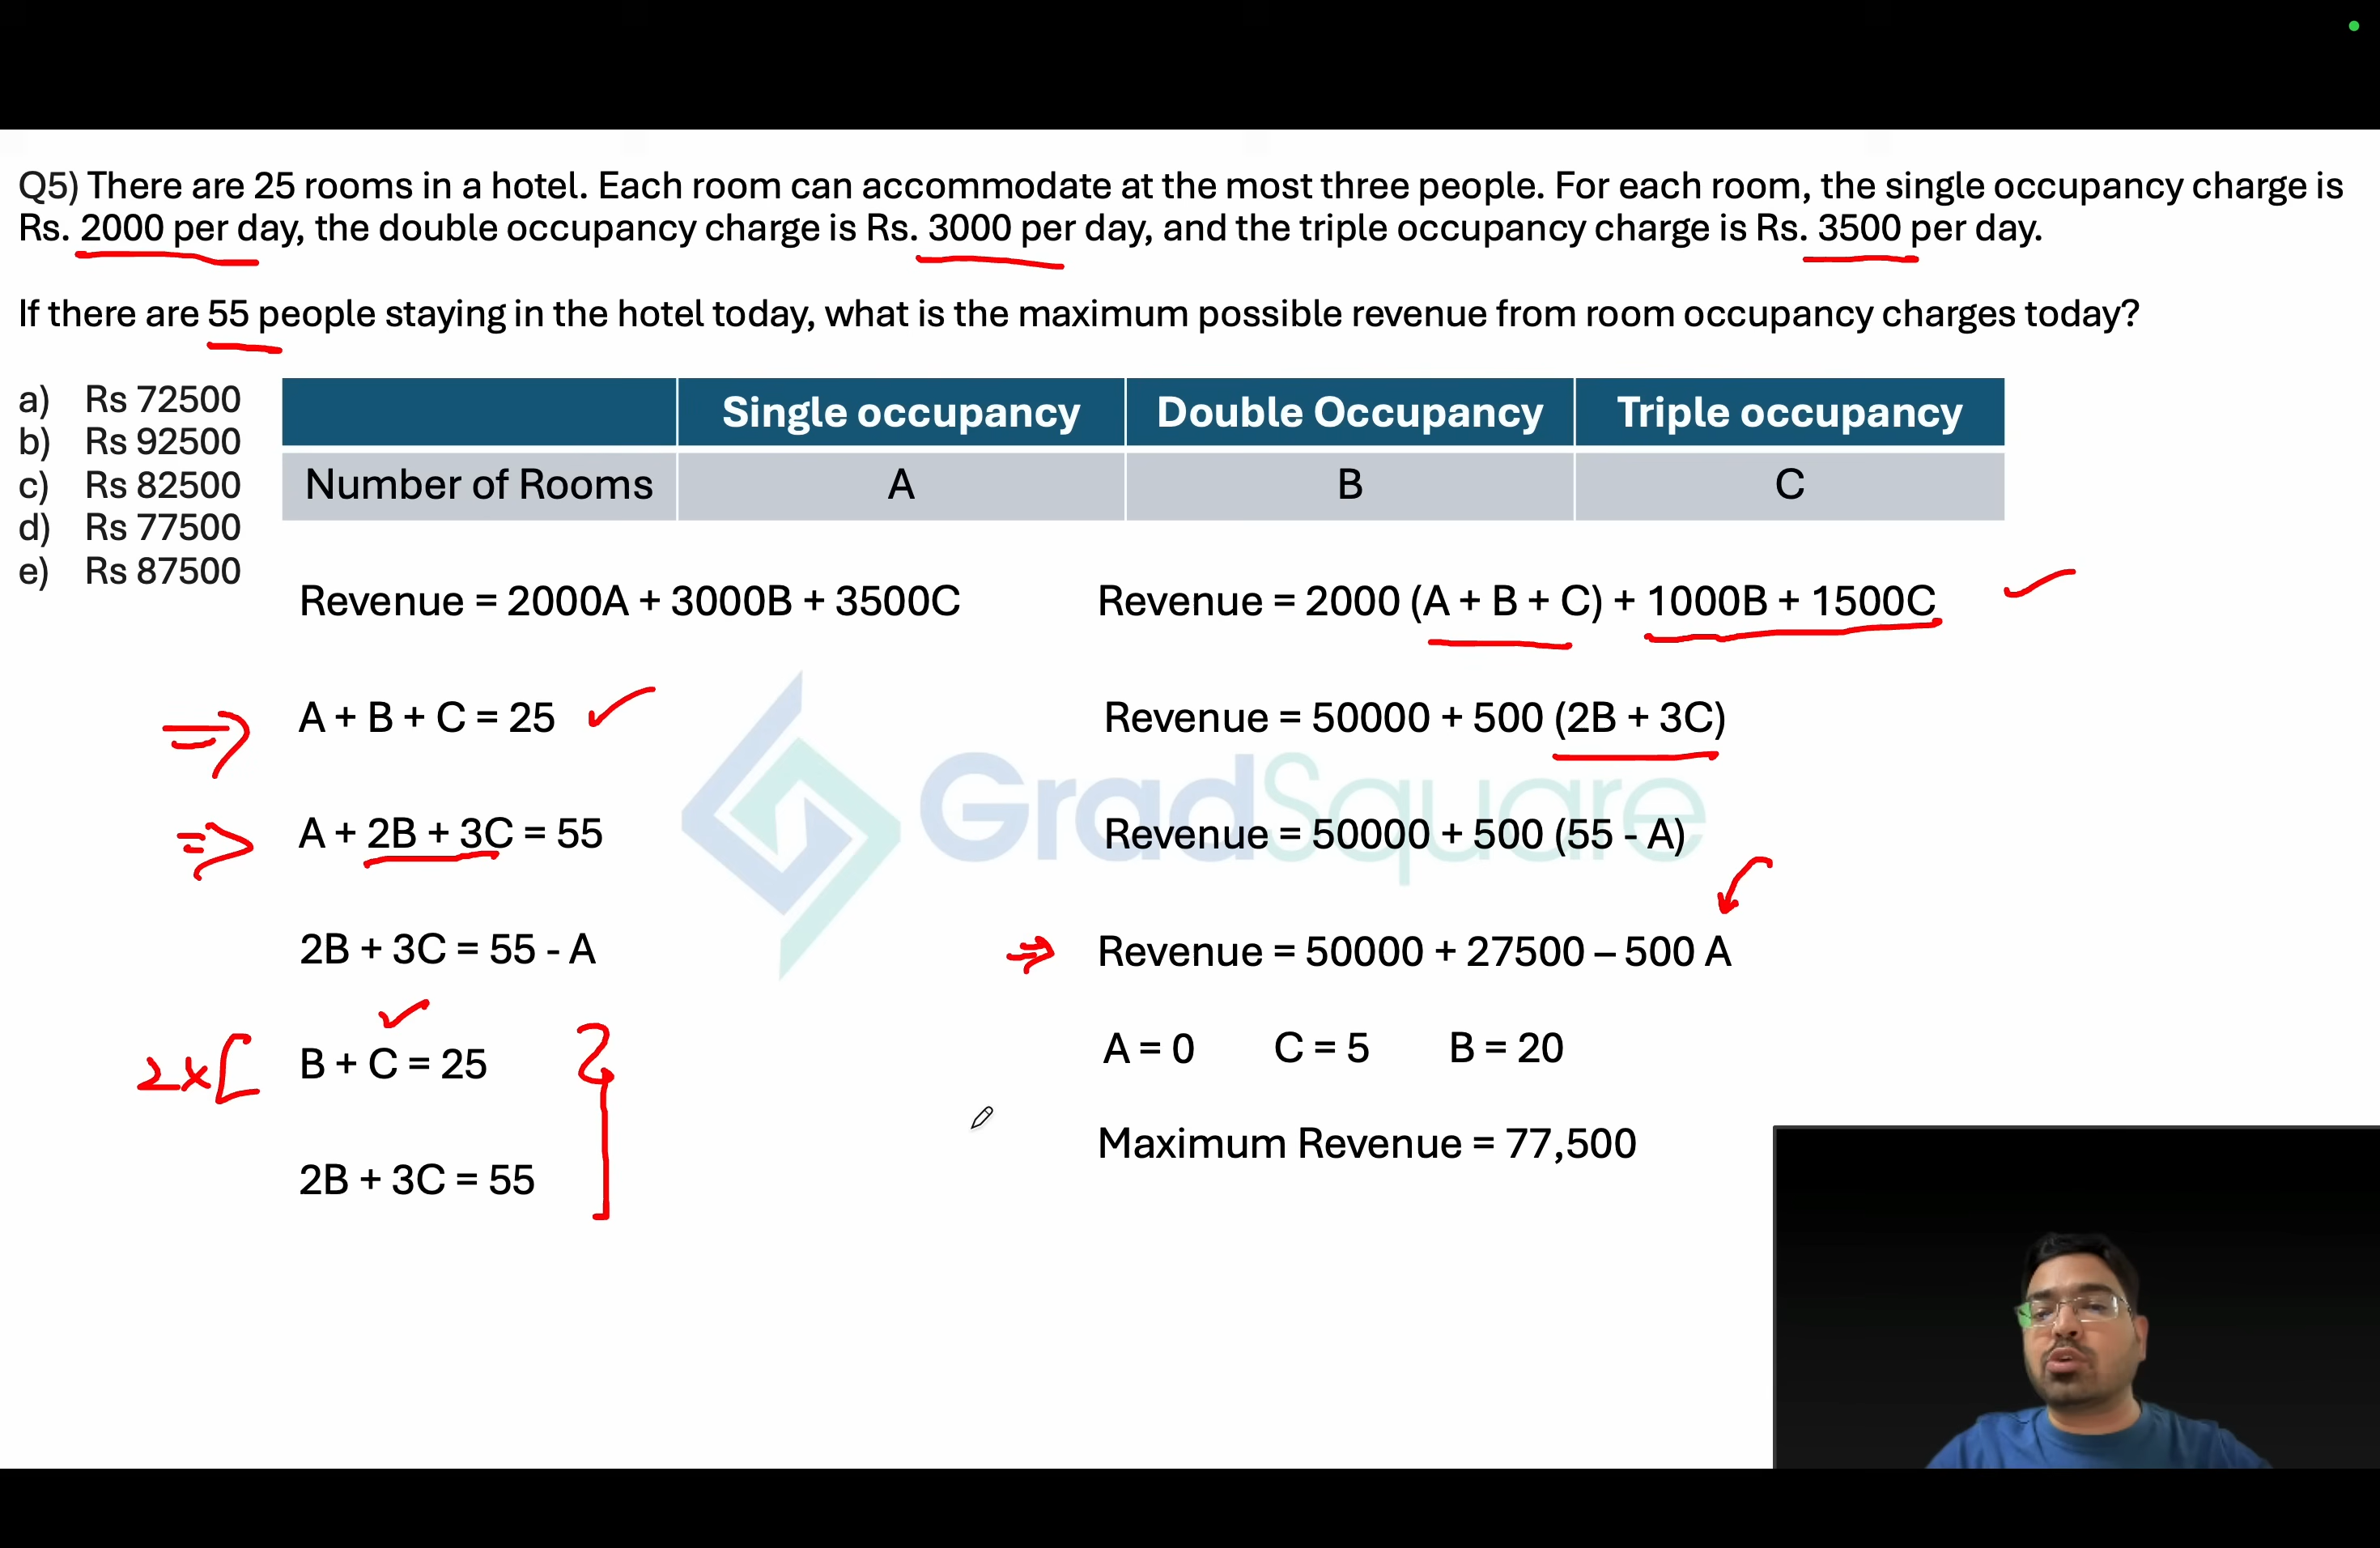 Q5) There are 25 rooms in a hotel. Each room can accommodate at the most three people. For each room, the single occupancy charge is
Rs. 2000 per day, the double occupancy charge is Rs. 3000 per day, and the triple occupancy charge is Rs. 3500 per day.
If there are 55 people staying in the hotel today, what is the maximum possible revenue from room occupancy charges today?
a) Rs 72500
b) Rs 92500
c) Rs 82500
d) Rs 77500
e) Rs 87500
Single occupancy Double Occupancy Triple occupancy
Number of Rooms A B C
Revenue = 2000A + 3000B + 3500C
A + B + C = 25
A + 2B + 3C = 55
2B + 3C = 55 - A
2x[ B + C = 25
2B + 3C = 55
Revenue = 2000 (A + B + C) + 1000B + 1500C
Revenue = 50000 + 500 (2B + 3C)
Revenue = 50000 + 500 (55 - A)
Revenue = 50000 + 27500 – 500 A
A = 0 C = 5 B = 20
Maximum Revenue = 77,500
GradSquare